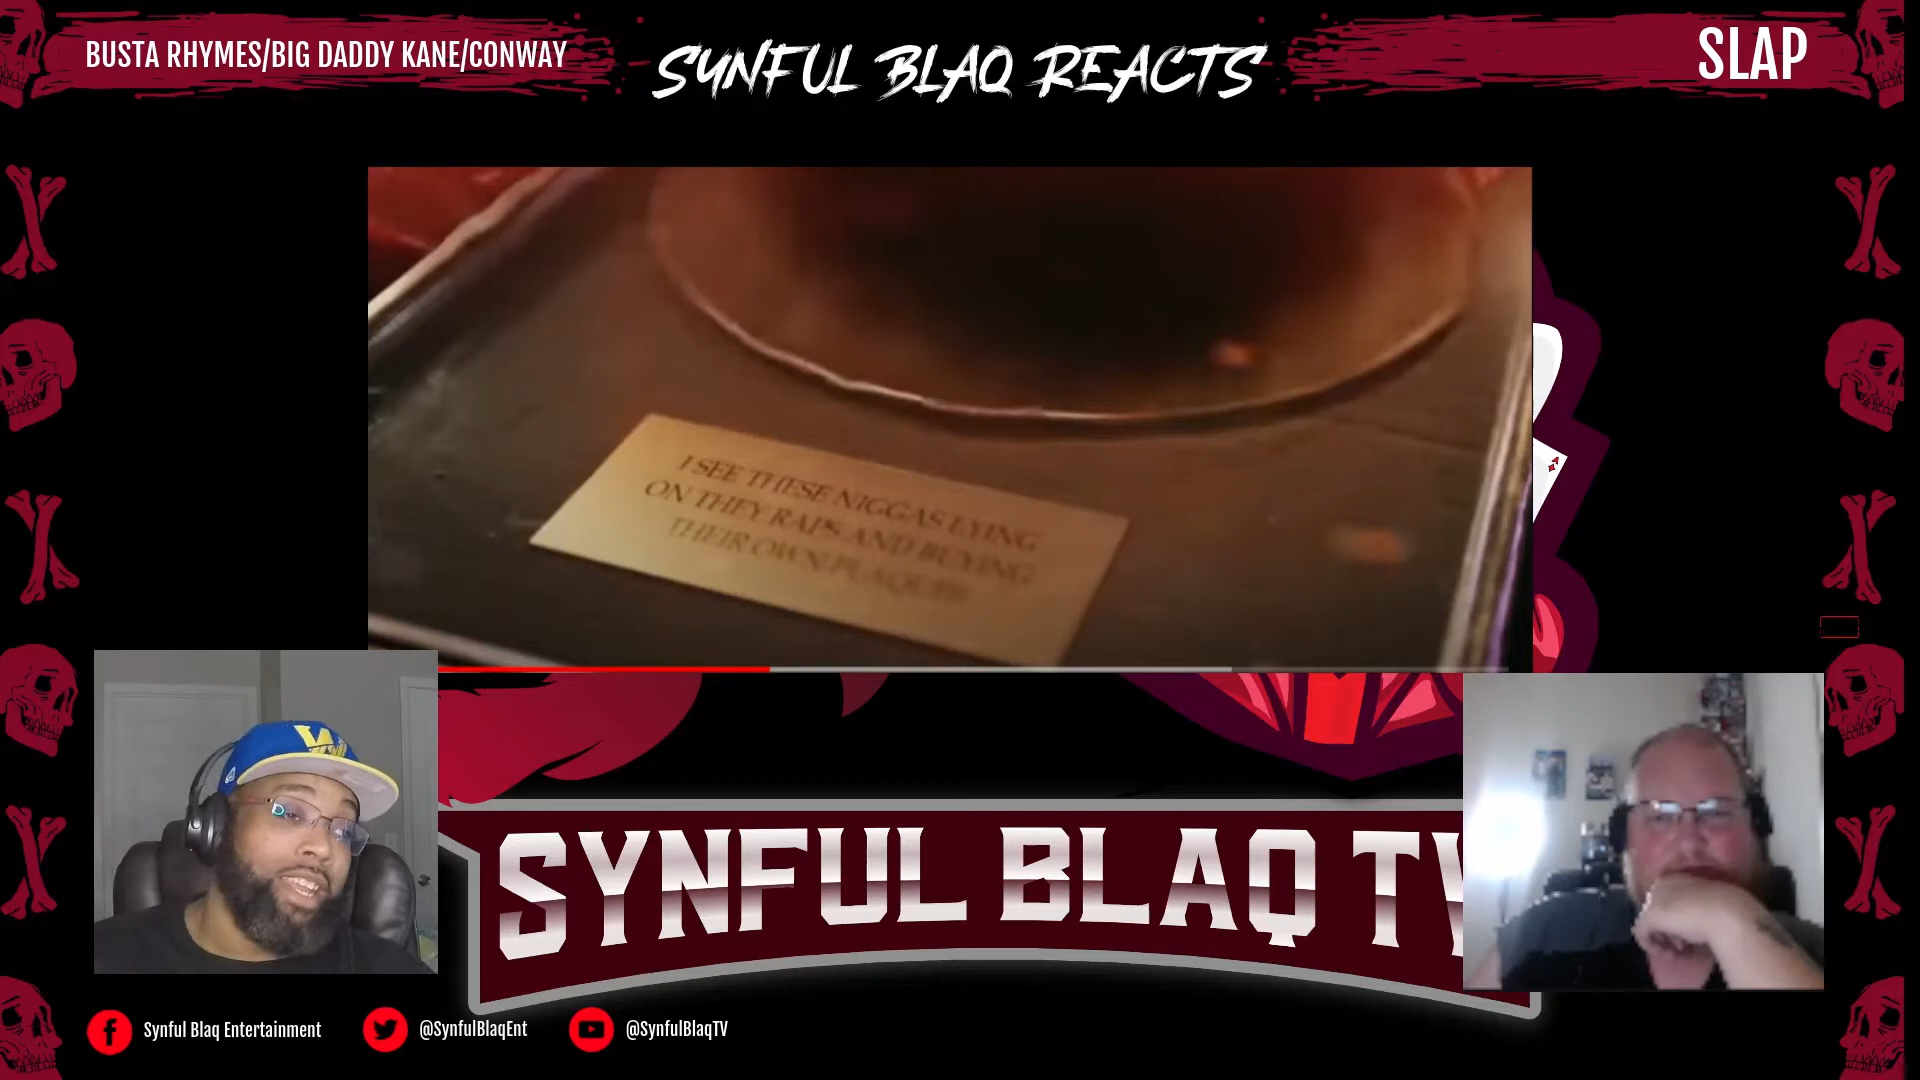 BUSTA RHYMES/BIG DADDY KANE/CONWAY
SYNFUL BLAQ REACTS
SLAP
I SEE THESE NIGGAS LYING
ON THEY RAPS AND BUYING
THEIR OWN PLAQUES
SYNFUL BLAQ TV
Synful Blaq Entertainment
@SynfulBlaqEnt
@SynfulBlaqTV